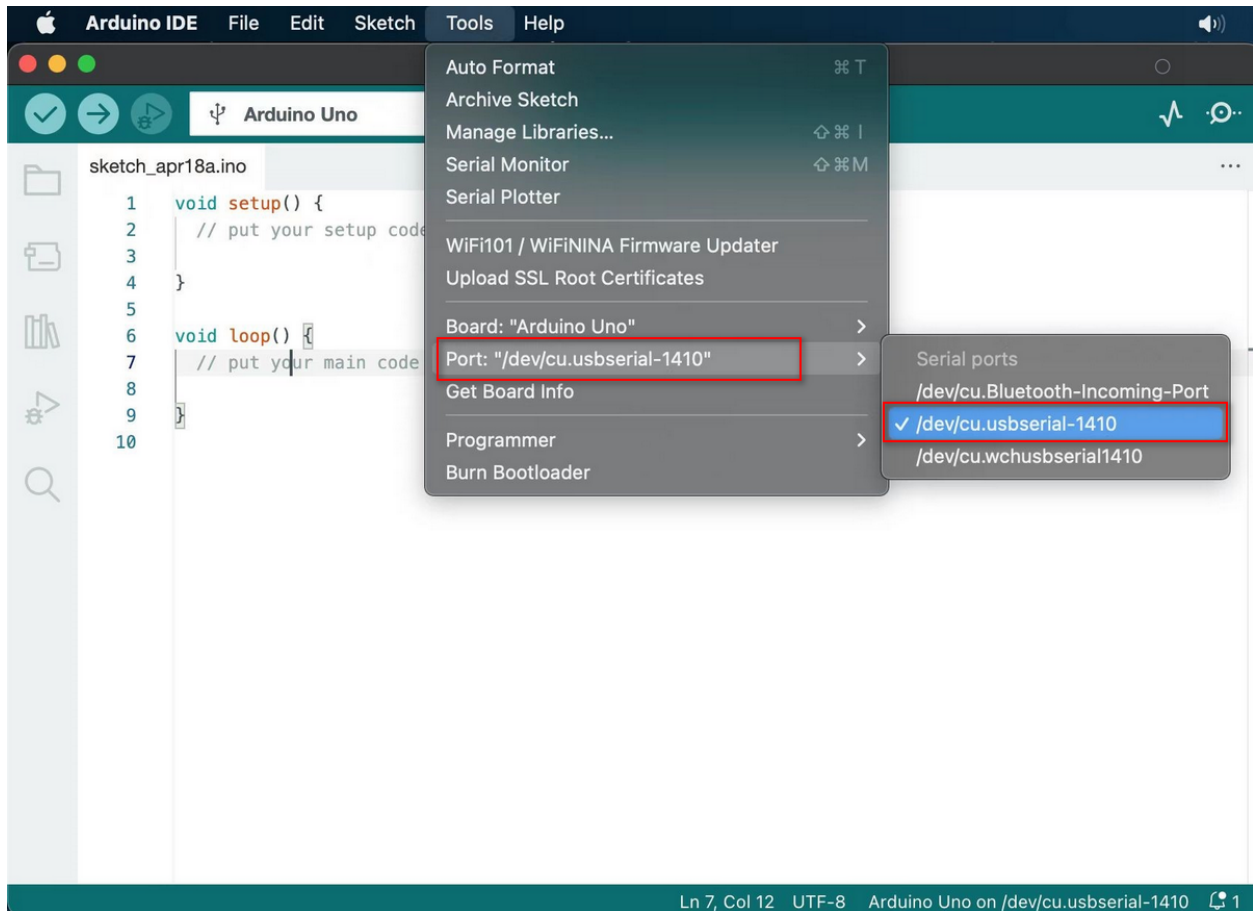 Arduino IDE File Edit Sketch Tools Help
Arduino Uno
sketch_apr18a.ino
...
1 void setup() {
2 // put your setup code
3
4 }
5
6 void loop() {
7 // put your main code
8
9 }
10
Auto Format ⌘ T
Archive Sketch
Manage Libraries... ⇧ ⌘ I
Serial Monitor ⇧ ⌘ M
Serial Plotter
WiFi101 / WiFiNINA Firmware Updater
Upload SSL Root Certificates
Board: "Arduino Uno" >
Port: "/dev/cu.usbserial-1410" >
Get Board Info
Programmer >
Burn Bootloader
Serial ports
/dev/cu.Bluetooth-Incoming-Port
✓ /dev/cu.usbserial-1410
/dev/cu.wchusbserial1410
Ln 7, Col 12 UTF-8 Arduino Uno on /dev/cu.usbserial-1410 1